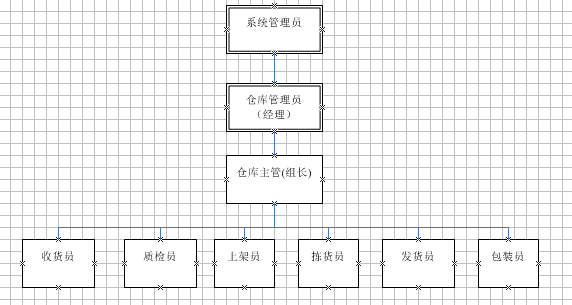 系统管理员
仓库管理员
（经理）
仓库主管(组长)
收货员
质检员
上架员
拣货员
发货员
包装员